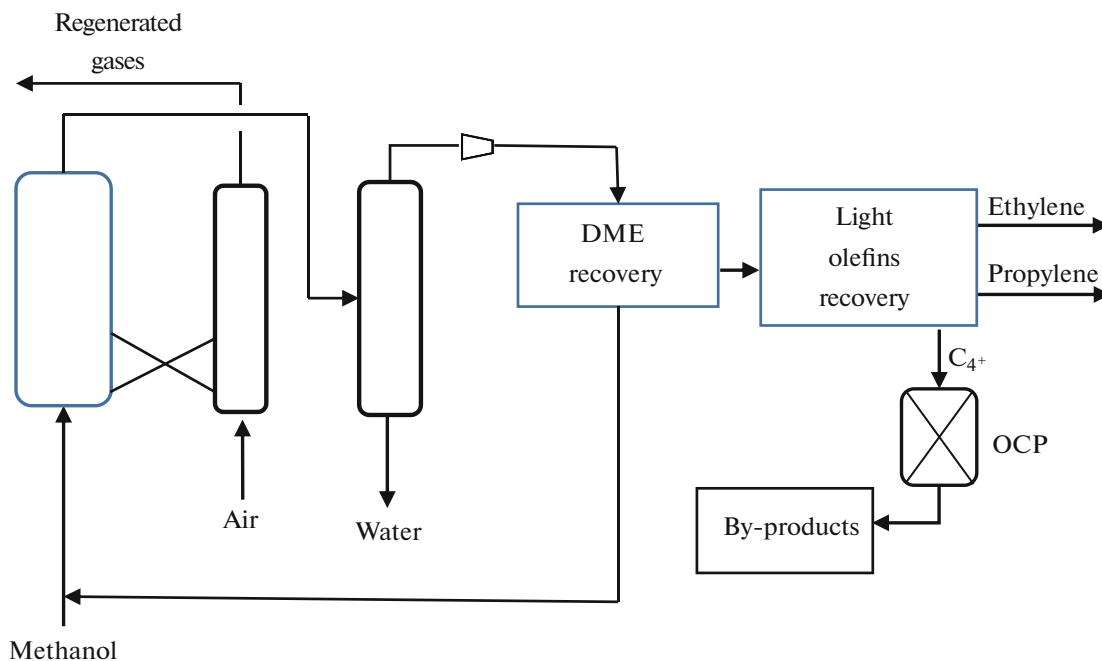 Regenerated
gases
DME
recovery
Light
olefins
recovery
Ethylene
Propylene
C₄⁺
OCP
By-products
Air
Water
Methanol